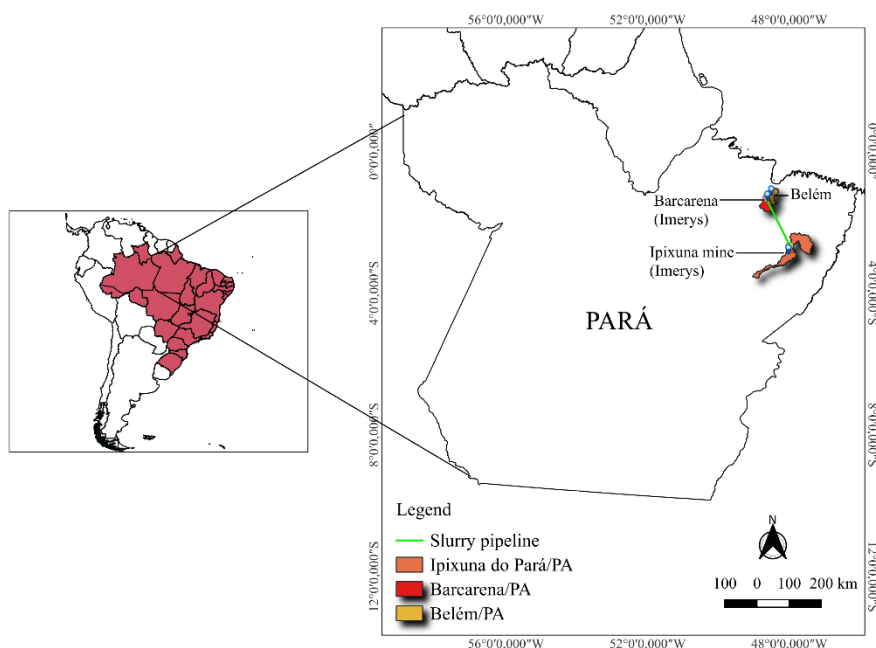 56°0'0,000"W 52°0'0,000"W 48°0'0,000"W
0°0'0,000" 0°0'0,000"
Barcarena
(Imerys)
Belém
Ipixuna mine
(Imerys)
4°0'0,000"S 4°0'0,000"S
PARÁ
8°0'0,000"S 8°0'0,000"S
Legend
Slurry pipeline
Ipixuna do Pará/PA
Barcarena/PA
Belém/PA
N
100 0 100 200 km
12°0'0,000"S 12°0'0,000"S
56°0'0,000"W 52°0'0,000"W 48°0'0,000"W